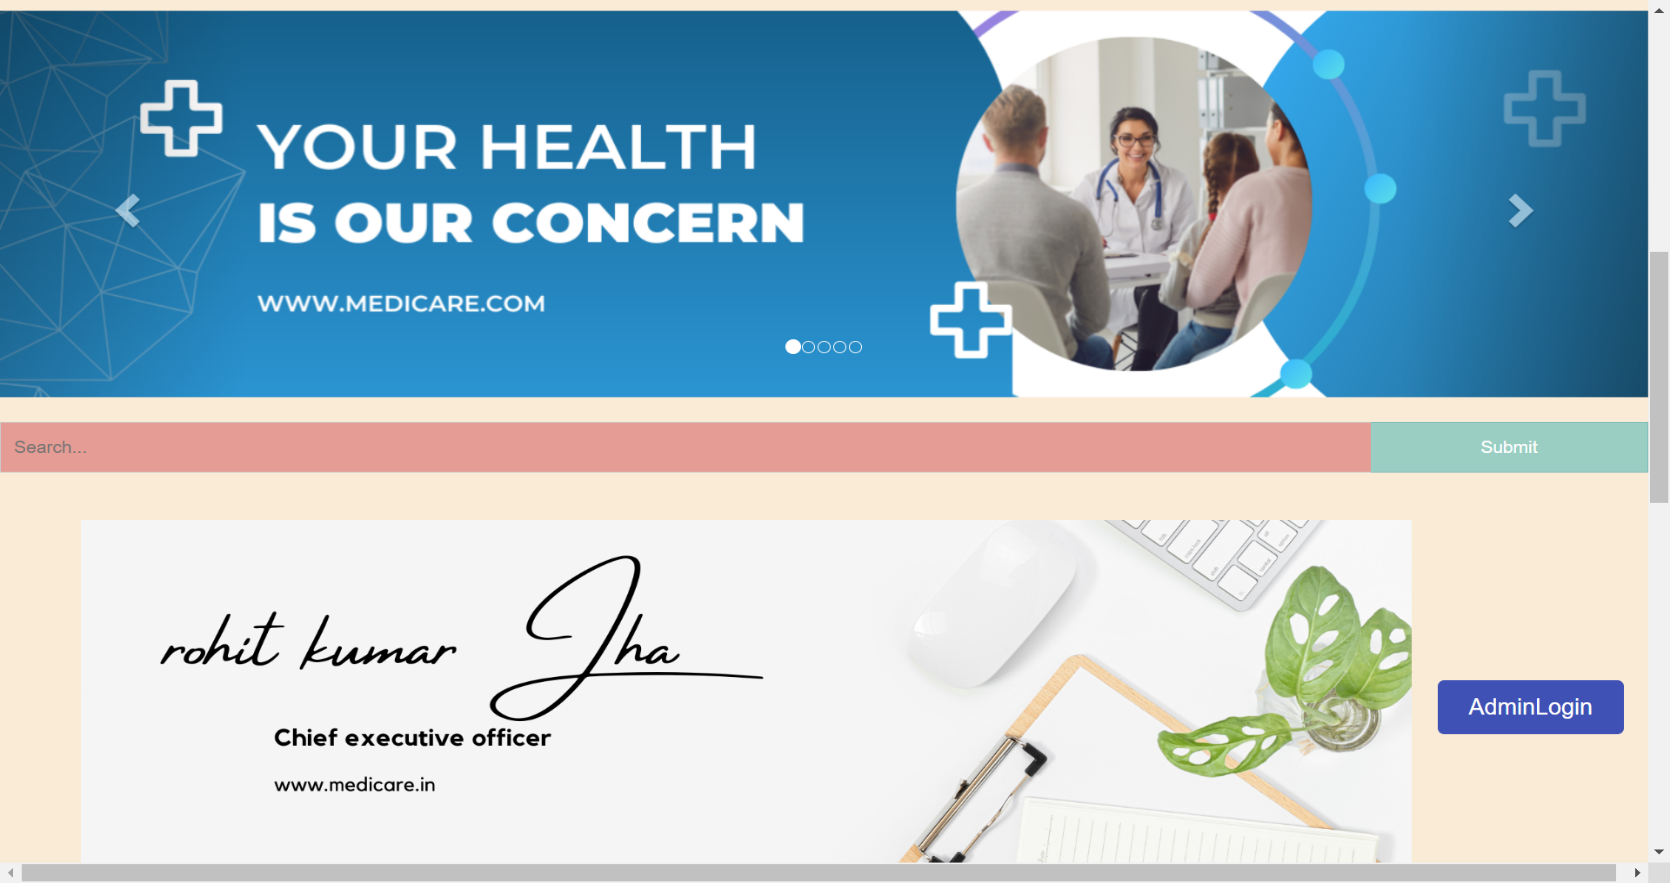 YOUR HEALTH
IS OUR CONCERN
WWW.MEDICARE.COM
Search...
Submit
rohit kumar Jha
AdminLogin
Chief executive officer
www.medicare.in